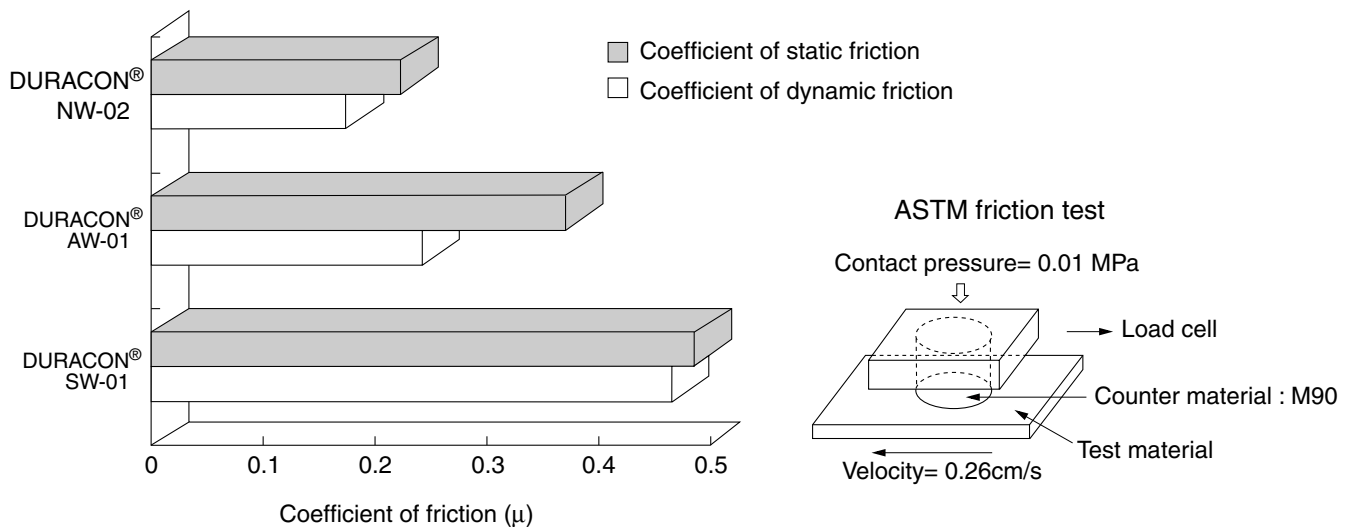 DURACON®
NW-02
DURACON®
AW-01
DURACON®
SW-01
0 0.1 0.2 0.3 0.4 0.5
Coefficient of friction (μ)
Coefficient of static friction
Coefficient of dynamic friction
ASTM friction test
Contact pressure= 0.01 MPa
Load cell
Counter material : M90
Test material
Velocity= 0.26cm/s